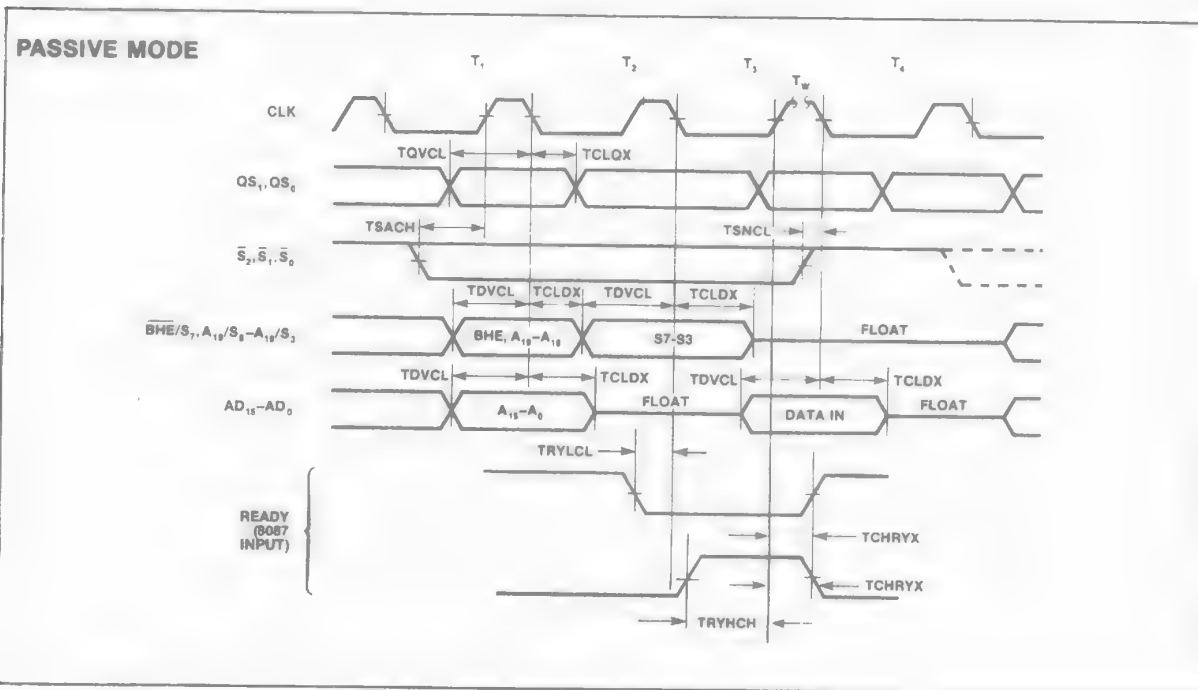 PASSIVE MODE
T₁ T₂ T₃ T_W T₄
CLK
TQVCL TCLQX
QS₁, QS₀
TSACH TSNCL
S̅₂, S̅₁, S̅₀
TDVCL TCLDX TDVCL TCLDX
B̅H̅E̅/S₇, A₁₉/S₆–A₁₆/S₃ BHE, A₁₉–A₁₆ S7-S3 FLOAT
TDVCL TCLDX TDVCL TCLDX
AD₁₅–AD₀ A₁₅–A₀ FLOAT DATA IN FLOAT
TRYLCL
READY
(8087
INPUT)
TCHRYX
TCHRYX
TRYHCH